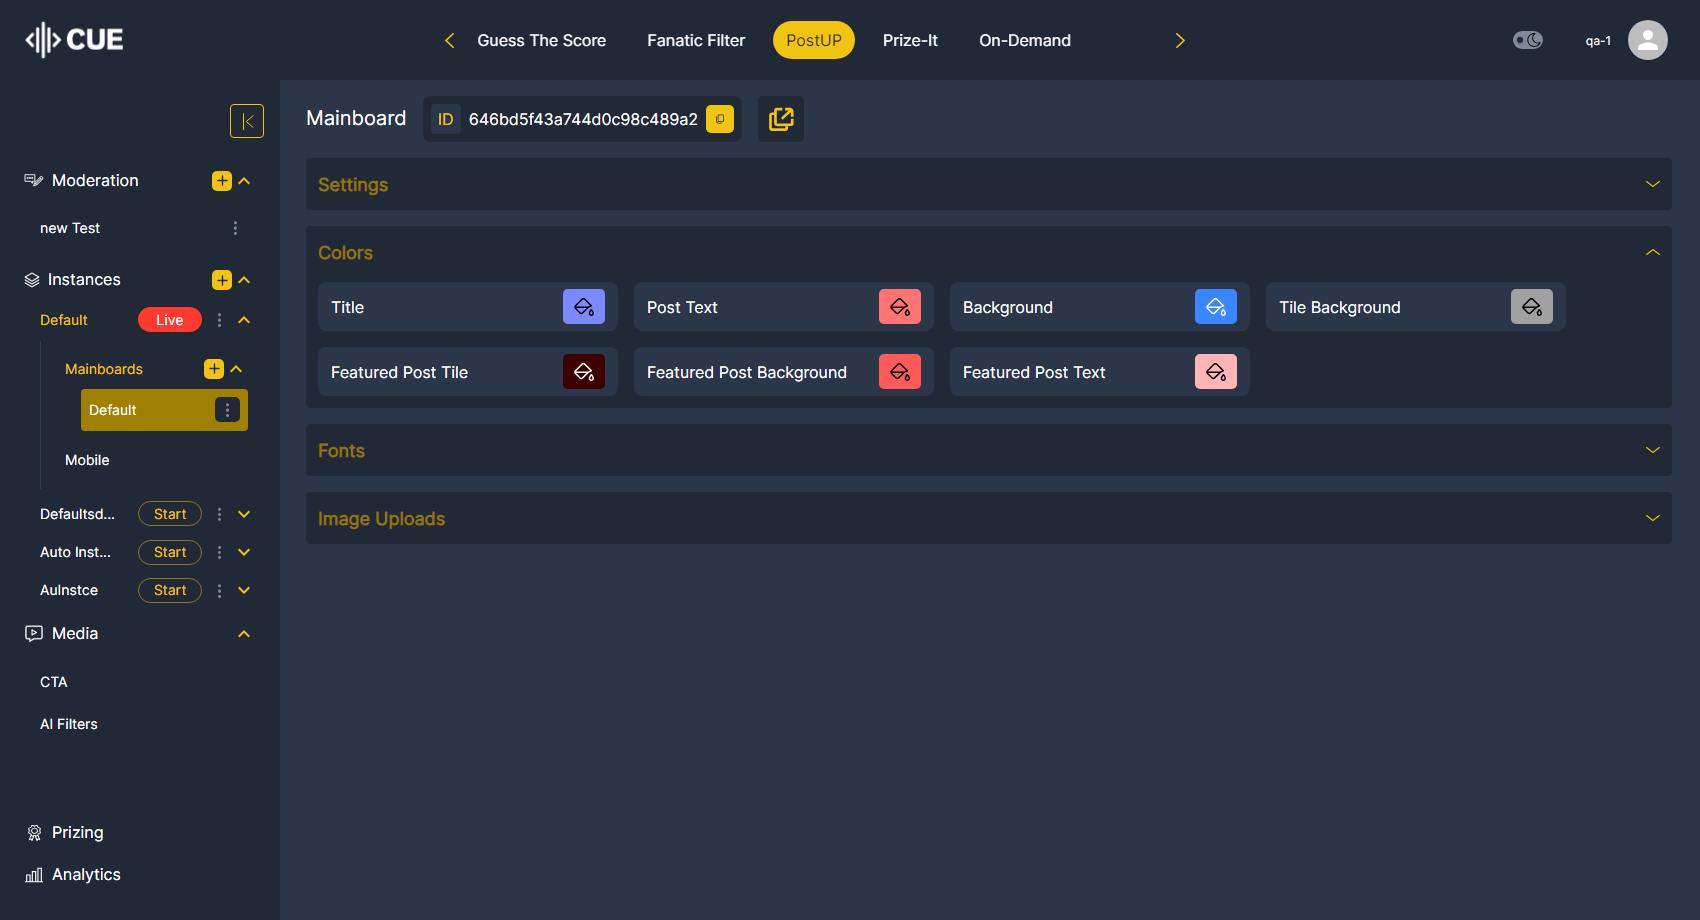 CUE
Guess The Score
Fanatic Filter
PostUP
Prize-It
On-Demand
qa-1
Moderation
new Test
Instances
Default
Live
Mainboards
Default
Mobile
Defaultsd...
Start
Auto Inst...
Start
AuInstce
Start
Media
CTA
AI Filters
Prizing
Analytics
Mainboard
ID 646bd5f43a744d0c98c489a2
Settings
Colors
Title
Post Text
Background
Tile Background
Featured Post Tile
Featured Post Background
Featured Post Text
Fonts
Image Uploads